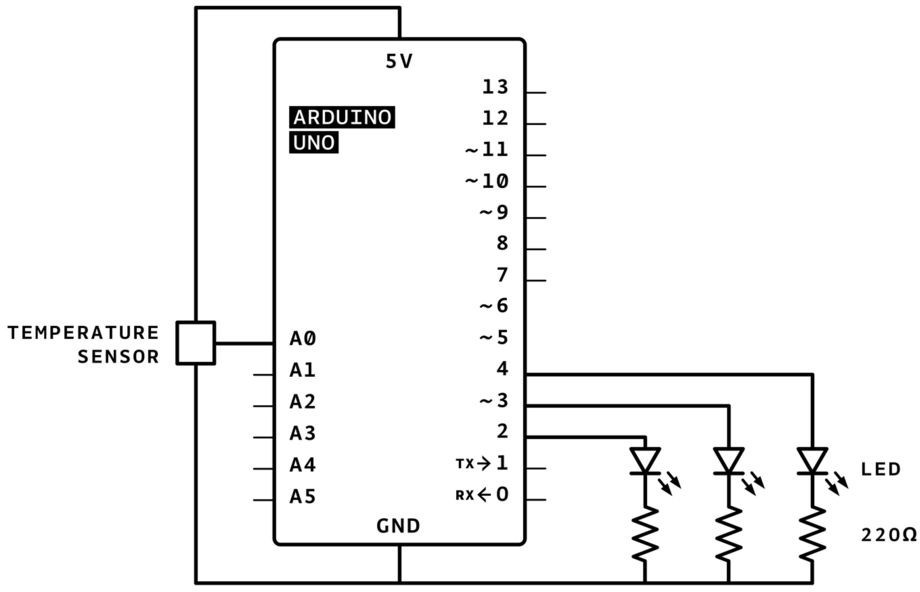 5V
ARDUINO
UNO
13
12
~11
~10
~9
8
7
~6
~5
4
~3
2
TX→1
RX←0
TEMPERATURE
SENSOR
A0
A1
A2
A3
A4
A5
GND
LED
220Ω